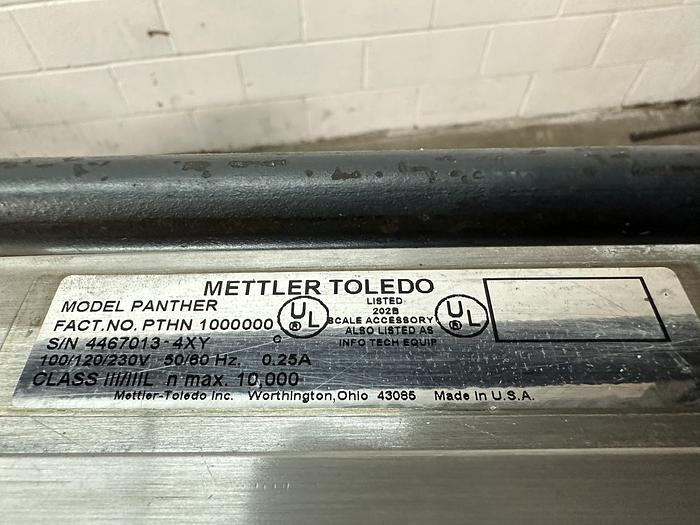 METTLER TOLEDO
MODEL PANTHER
FACT.NO. PTHN 1000000
S/N 4467013-4XY
100/120/230V 50/60 Hz. 0.25A
CLASS III/IIIL n max. 10,000
Mettler-Toledo Inc. Worthington,Ohio 43085 Made in U.S.A.
UL
®
C
LISTED
202B
SCALE ACCESSORY
ALSO LISTED AS
INFO TECH EQUIP
UL
®